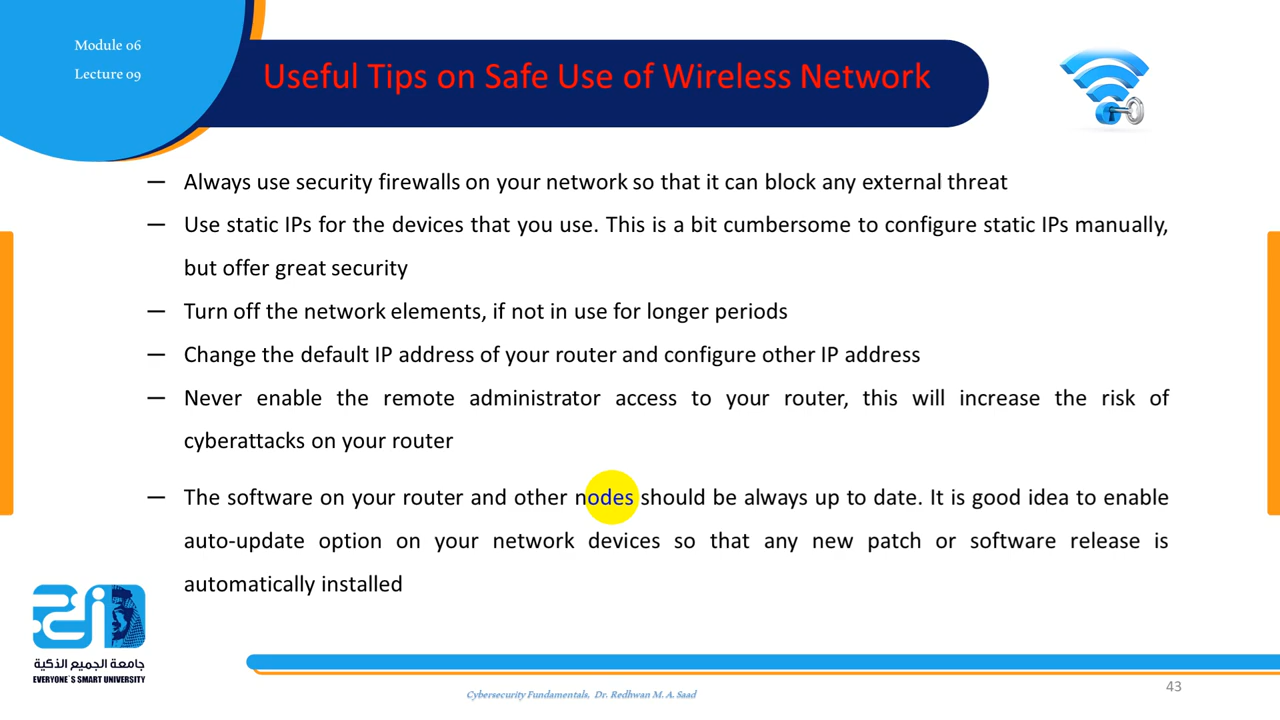 Module 06
Lecture 09
Useful Tips on Safe Use of Wireless Network
— Always use security firewalls on your network so that it can block any external threat
— Use static IPs for the devices that you use. This is a bit cumbersome to configure static IPs manually,
but offer great security
— Turn off the network elements, if not in use for longer periods
— Change the default IP address of your router and configure other IP address
— Never enable the remote administrator access to your router, this will increase the risk of
cyberattacks on your router
— The software on your router and other nodes should be always up to date. It is good idea to enable
auto-update option on your network devices so that any new patch or software release is
automatically installed
جامعة الجميع الذكية
EVERYONE`S SMART UNIVERSITY
Cybersecurity Fundamentals, Dr. Redhwan M. A. Saad
43